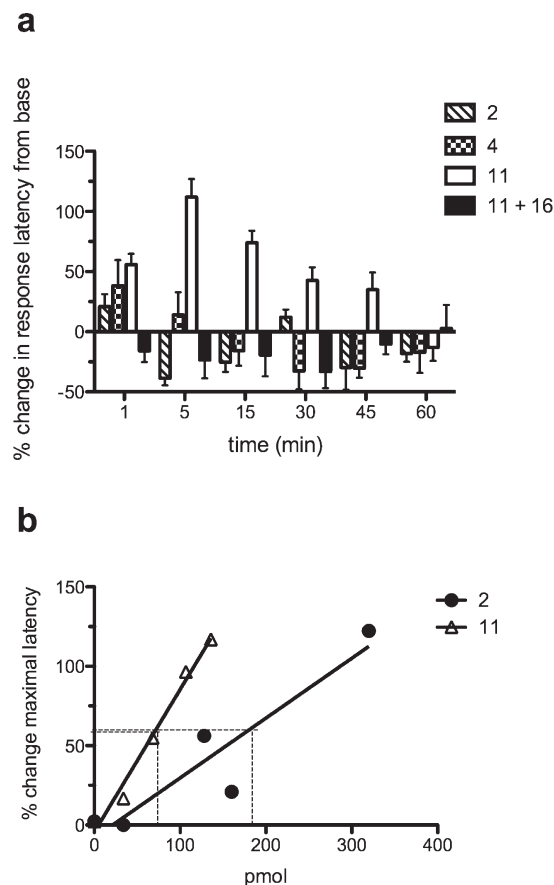 a
% change in response latency from base
2
4
11
11 + 16
150
100
50
0
-50
1 5 15 30 45 60
time (min)
b
% change maximal latency
2
11
150
100
50
0
0 100 200 300 400
pmol